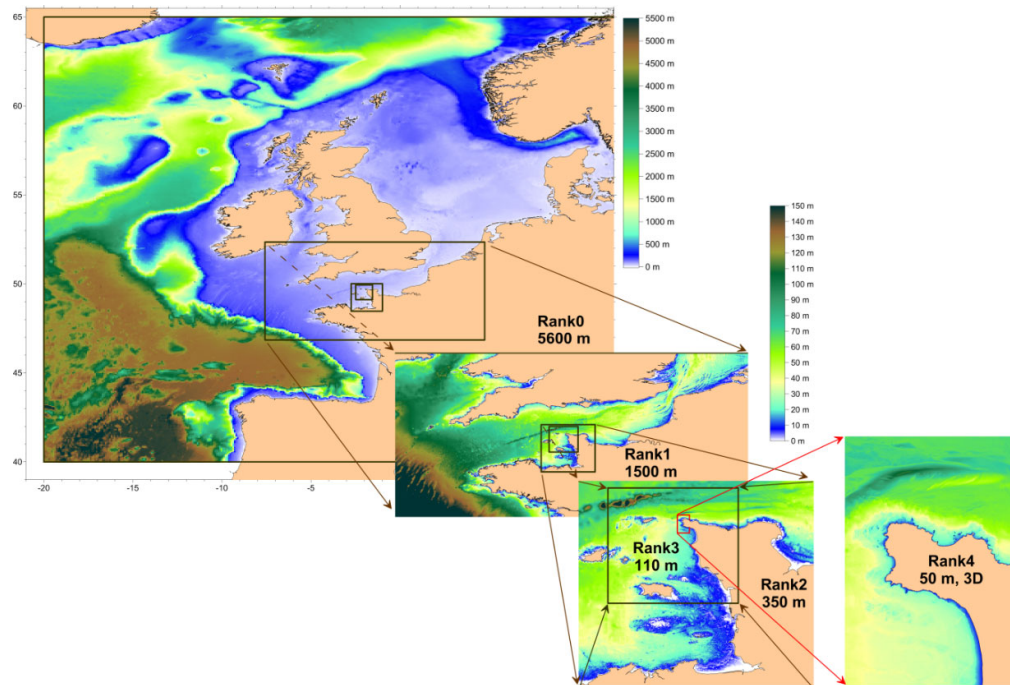 65
60
55
50
45
40
-20
-15
-10
-5
5500 m
5000 m
4500 m
4000 m
3500 m
3000 m
2500 m
2000 m
1500 m
1000 m
500 m
0 m
150 m
140 m
130 m
120 m
110 m
100 m
90 m
80 m
70 m
60 m
50 m
40 m
30 m
20 m
10 m
0 m
Rank0
5600 m
Rank1
1500 m
Rank3
110 m
Rank2
350 m
Rank4
50 m, 3D